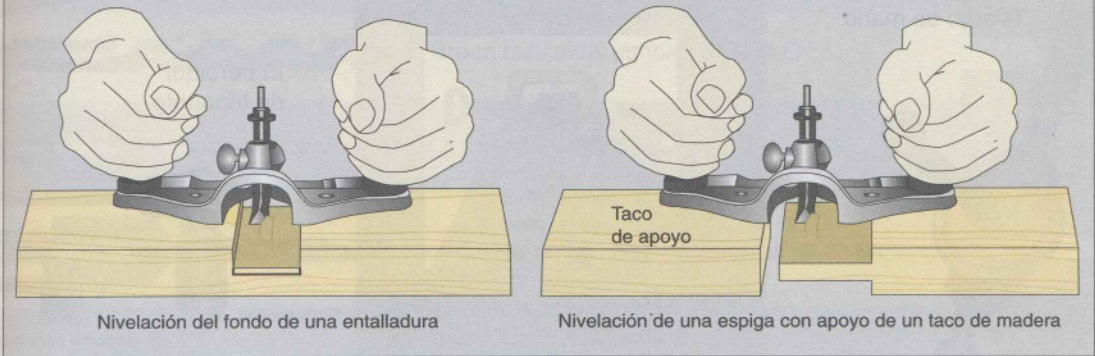 Taco
de apoyo
Nivelación del fondo de una entalladura
Nivelación de una espiga con apoyo de un taco de madera